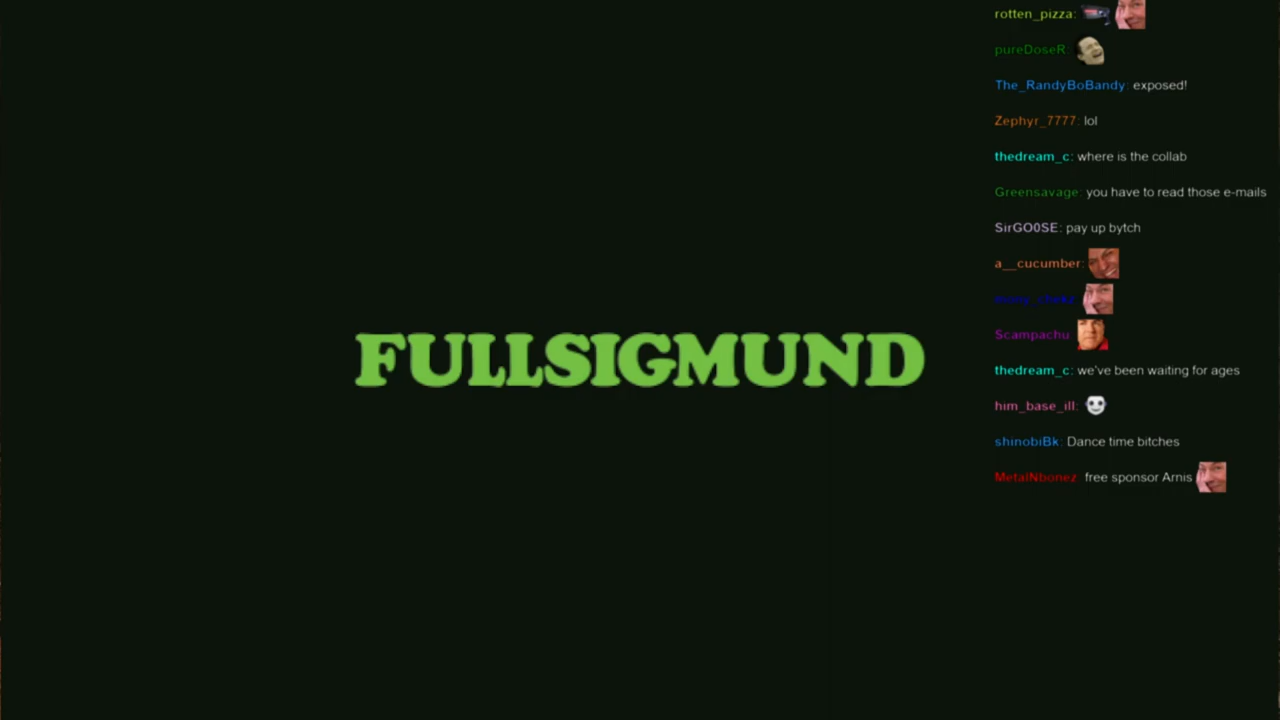 rotten_pizza:
pureDoseR:
The_RandyBoBandy: exposed!
Zephyr_7777: lol
thedream_c: where is the collab
Greensavage: you have to read those e-mails
SirGO0SE: pay up bytch
a__cucumber:
Scampachu
FULLSIGMUND
thedream_c: we've been waiting for ages
him_base_ill:
shinobiBk: Dance time bitches
MetalNbonez free sponsor Arnis